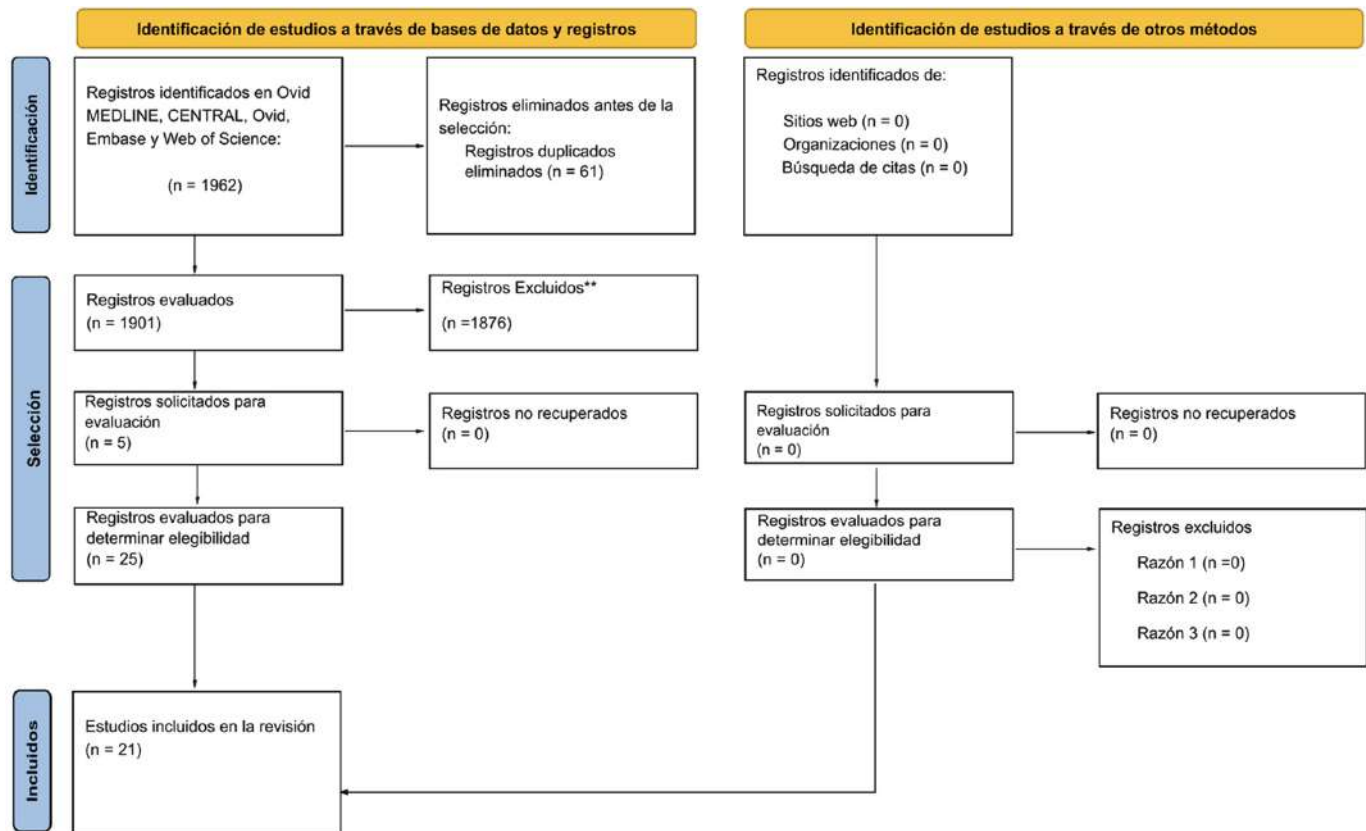 Identificación de estudios a través de bases de datos y registros
Identificación de estudios a través de otros métodos
Identificación
Registros identificados en Ovid
MEDLINE, CENTRAL, Ovid,
Embase y Web of Science:
(n = 1962)
Registros eliminados antes de la
selección:
Registros duplicados
eliminados (n = 61)
Registros identificados de:
Sitios web (n = 0)
Organizaciones (n = 0)
Búsqueda de citas (n = 0)
Selección
Registros evaluados
(n = 1901)
Registros Excluidos**
(n =1876)
Registros solicitados para
evaluación
(n = 5)
Registros no recuperados
(n = 0)
Registros solicitados para
evaluación
(n = 0)
Registros no recuperados
(n = 0)
Registros evaluados para
determinar elegibilidad
(n = 25)
Registros evaluados para
determinar elegibilidad
(n = 0)
Registros excluidos
Razón 1 (n =0)
Razón 2 (n = 0)
Razón 3 (n = 0)
Incluidos
Estudios incluidos en la revisión
(n = 21)